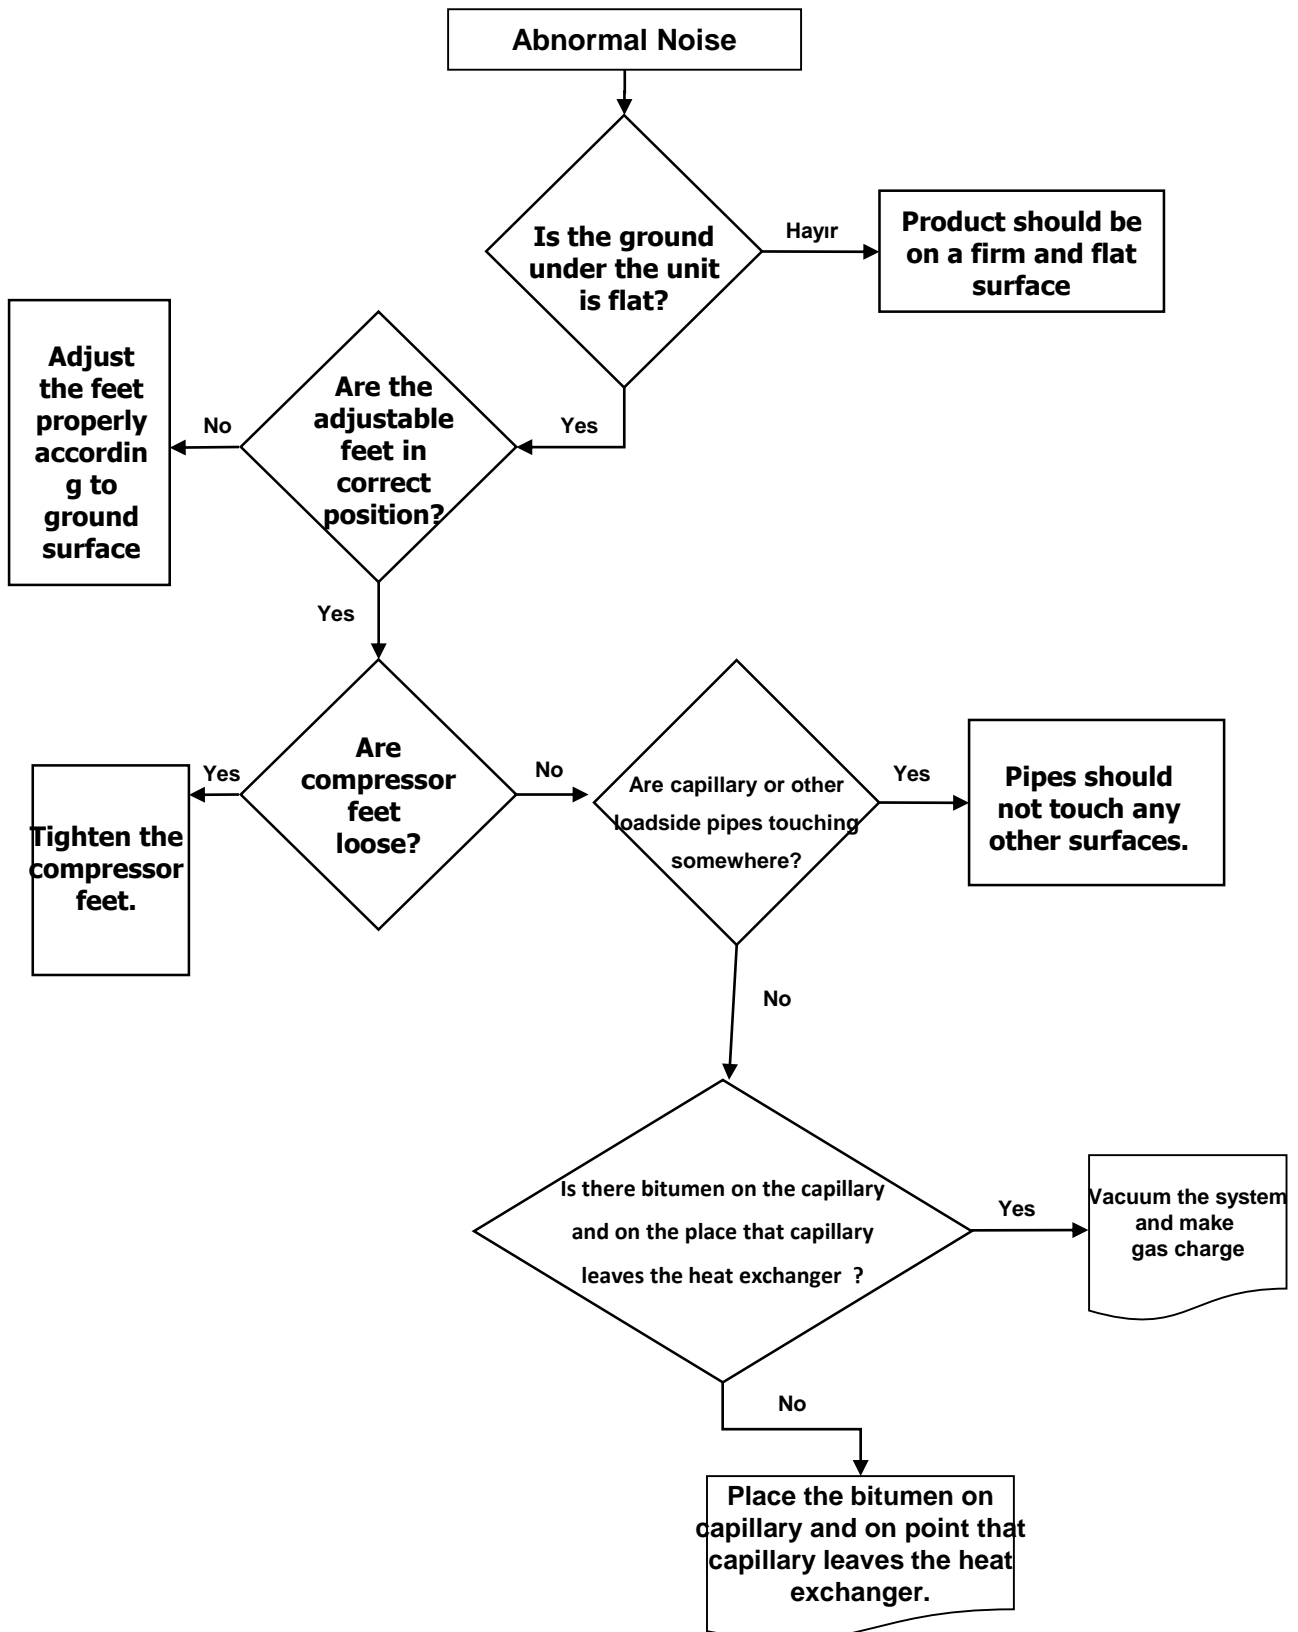 Abnormal Noise
Is the ground
under the unit
is flat?
Hayır
Product should be
on a firm and flat
surface
Yes
Are the
adjustable
feet in
correct
position?
No
Adjust
the feet
properly
accordin
g to
ground
surface
Yes
Are
compressor
feet
loose?
Yes
Tighten the
compressor
feet.
No
Are capillary or other
loadside pipes touching
somewhere?
Yes
Pipes should
not touch any
other surfaces.
No
Is there bitumen on the capillary
and on the place that capillary
leaves the heat exchanger  ?
Yes
Vacuum the system
and make
gas charge
No
Place the bitumen on
capillary and on point that
capillary leaves the heat
exchanger.